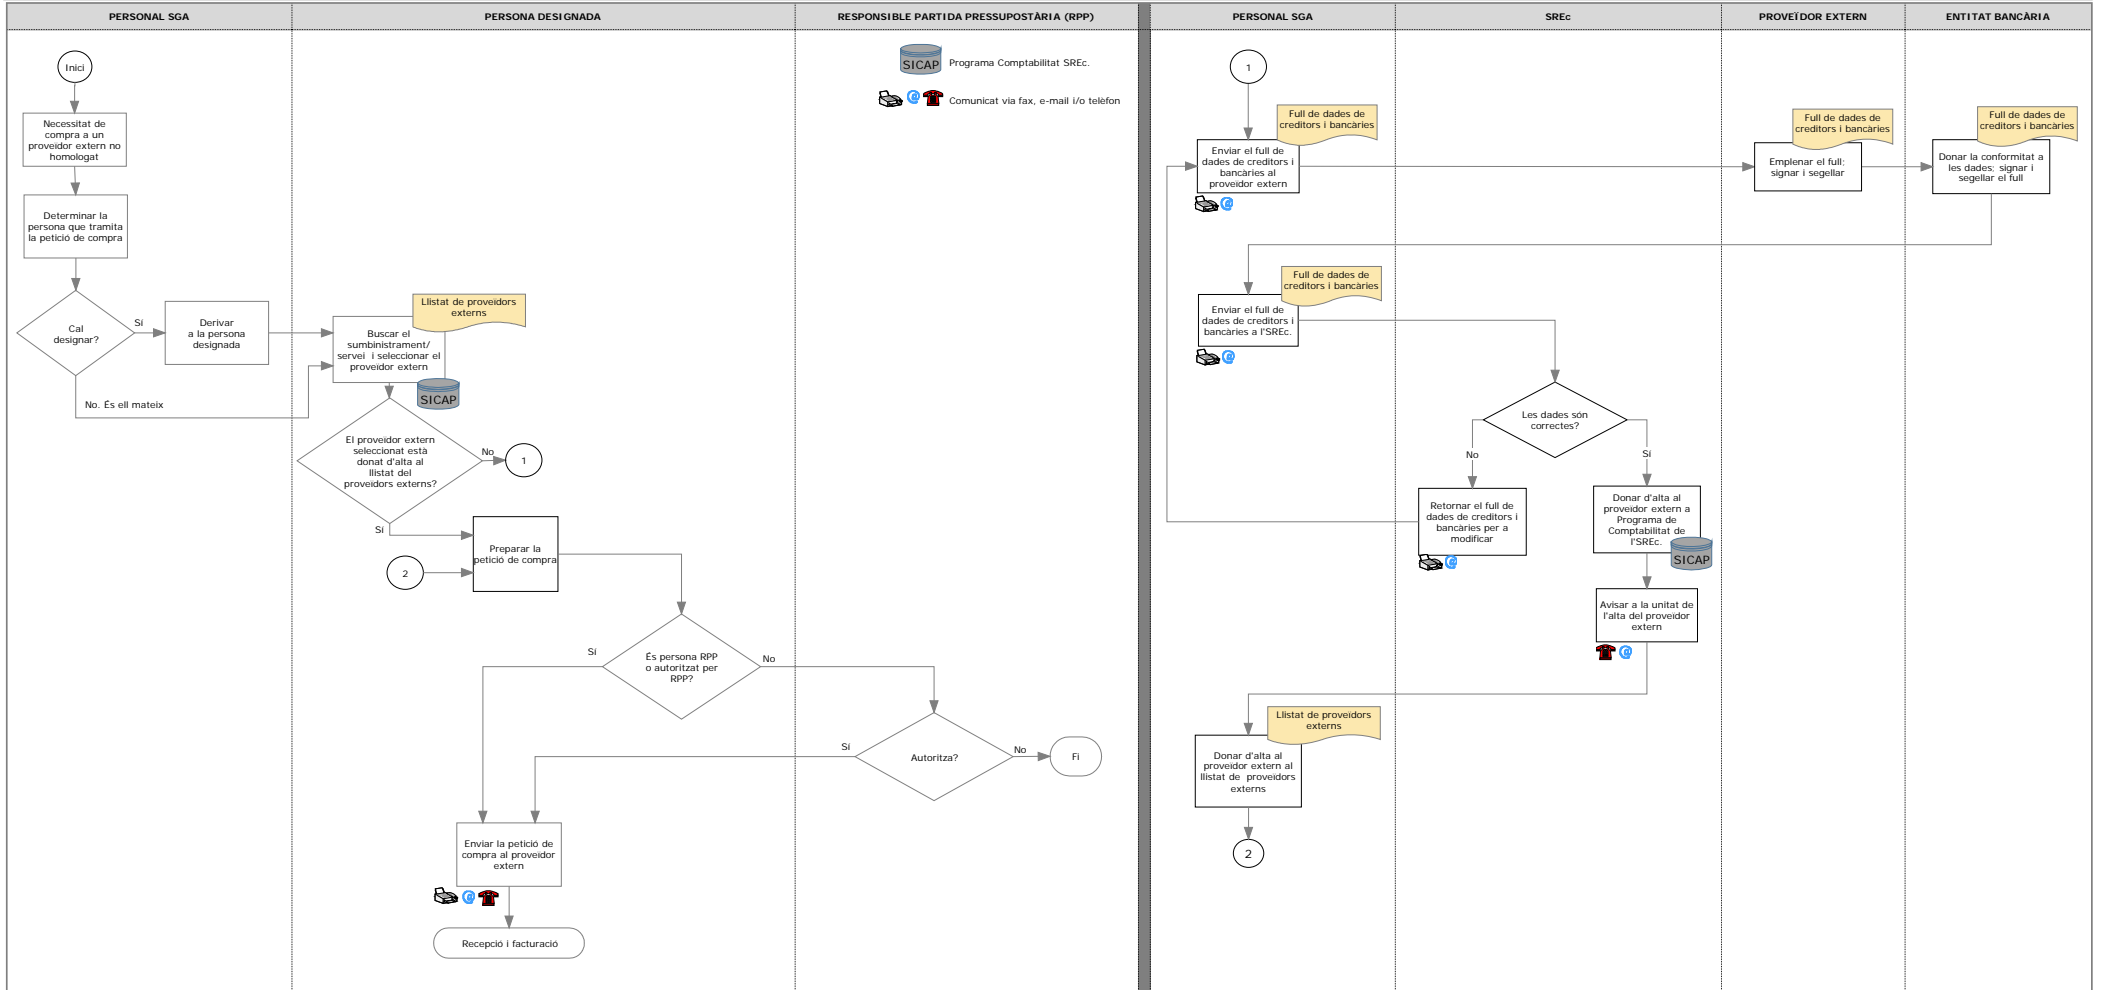 PERSONAL SGA
PERSONA DESIGNADA
RESPONSIBLE PARTIDA PRESSUPOSTÀRIA (RPP)
PERSONAL SGA
SREc
PROVEÏDOR EXTERN
ENTITAT BANCÀRIA
SICAP
Programa Comptabilitat SREc.
@
Comunicat via fax, e-mail i/o telèfon
Inici
Necessitat de
compra a un
proveïdor extern no
homologat
Determinar la
persona que tramita
la petició de compra
Cal
designar?
Sí
Derivar
a la persona
designada
No. És ell mateix
Llistat de proveïdors
externs
Buscar el
sumbinistrament/
servei i seleccionar el
proveïdor extern
SICAP
El proveïdor extern
seleccionat està
donat d'alta al
llistat del
proveïdors externs?
No
1
Sí
Preparar la
petició de compra
2
És persona RPP
o autoritzat per
RPP?
Sí
No
Autoritza?
Sí
No
Fi
Enviar la petició de
compra al proveïdor
extern
@
Recepció i facturació
1
Full de dades de
creditors i bancàries
Enviar el full de
dades de creditors i
bancàries al
proveïdor extern
@
Full de dades de
creditors i bancàries
Emplenar el full;
signar i segellar
Full de dades de
creditors i bancàries
Donar la conformitat a
les dades; signar i
segellar el full
Full de dades de
creditors i bancàries
Enviar el full de
dades de creditors i
bancàries a l'SREc.
@
Les dades són
correctes?
No
Sí
Retornar el full de
dades de creditors i
bancàries per a
modificar
@
Donar d'alta al
proveïdor extern a
Programa de
Comptabilitat de
l'SREc.
SICAP
Avisar a la unitat de
l'alta del proveïdor
extern
@
Llistat de proveïdors
externs
Donar d'alta al
proveïdor extern al
llistat de proveïdors
externs
2